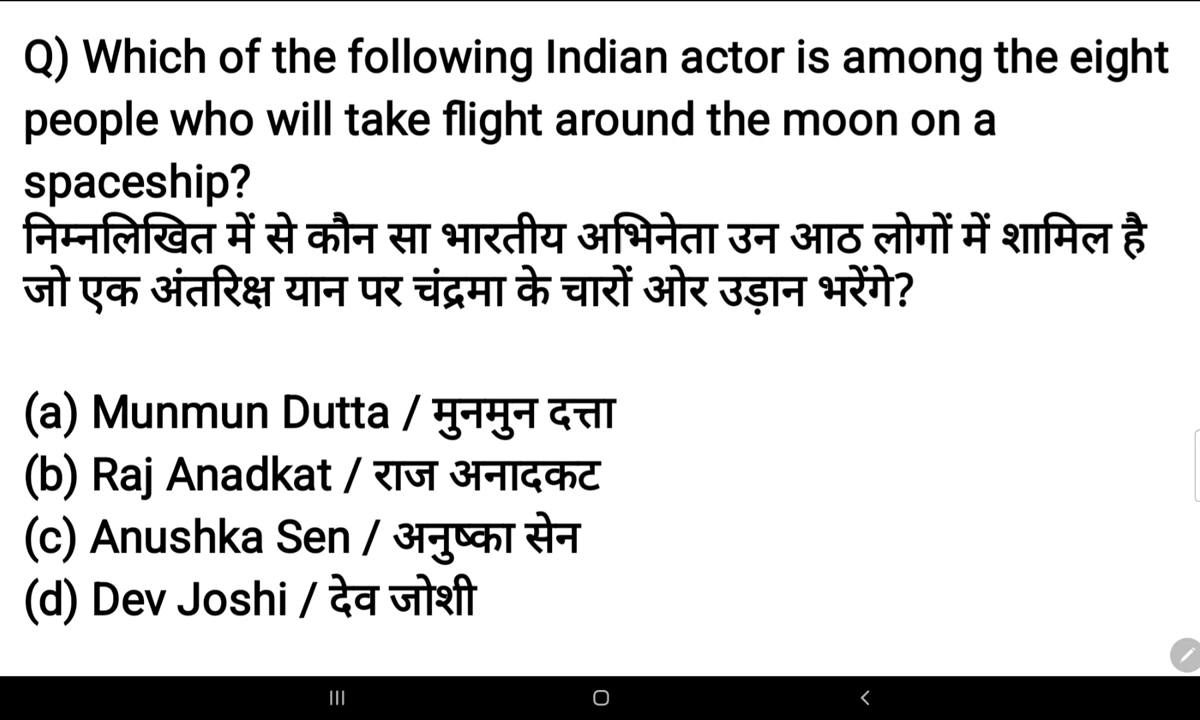 Q) Which of the following Indian actor is among the eight
people who will take flight around the moon on a
spaceship?
निम्नलिखित में से कौन सा भारतीय अभिनेता उन आठ लोगों में शामिल है
जो एक अंतरिक्ष यान पर चंद्रमा के चारों ओर उड़ान भरेंगे?
(a) Munmun Dutta / मुनमुन दत्ता
(b) Raj Anadkat / राज अनादकट
(c) Anushka Sen / अनुष्का सेन
(d) Dev Joshi / देव जोशी